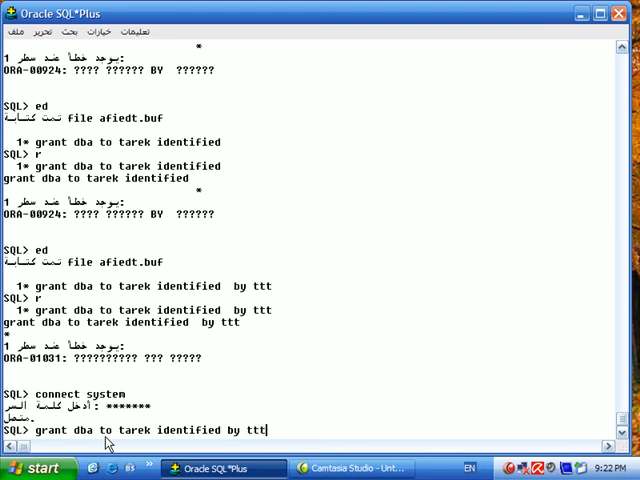 Oracle SQL*Plus
ملف تحرير بحث خيارات تعليمات
*
يوجد خطأ عند سطر 1:
ORA-00924: ???? ?????? BY ??????
SQL> ed
تمت كتابة file afiedt.buf
1* grant dba to tarek identified
SQL> r
1* grant dba to tarek identified
grant dba to tarek identified
*
يوجد خطأ عند سطر 1:
ORA-00924: ???? ?????? BY ??????
SQL> ed
تمت كتابة file afiedt.buf
1* grant dba to tarek identified by ttt
SQL> r
1* grant dba to tarek identified by ttt
grant dba to tarek identified by ttt
*
يوجد خطأ عند سطر 1:
ORA-01031: ?????????? ??? ?????
SQL> connect system
أدخل كلمة السر: *******
متصل.
SQL> grant dba to tarek identified by ttt
start Oracle SQL*Plus Camtasia Studio - Unt... EN 9:22 PM